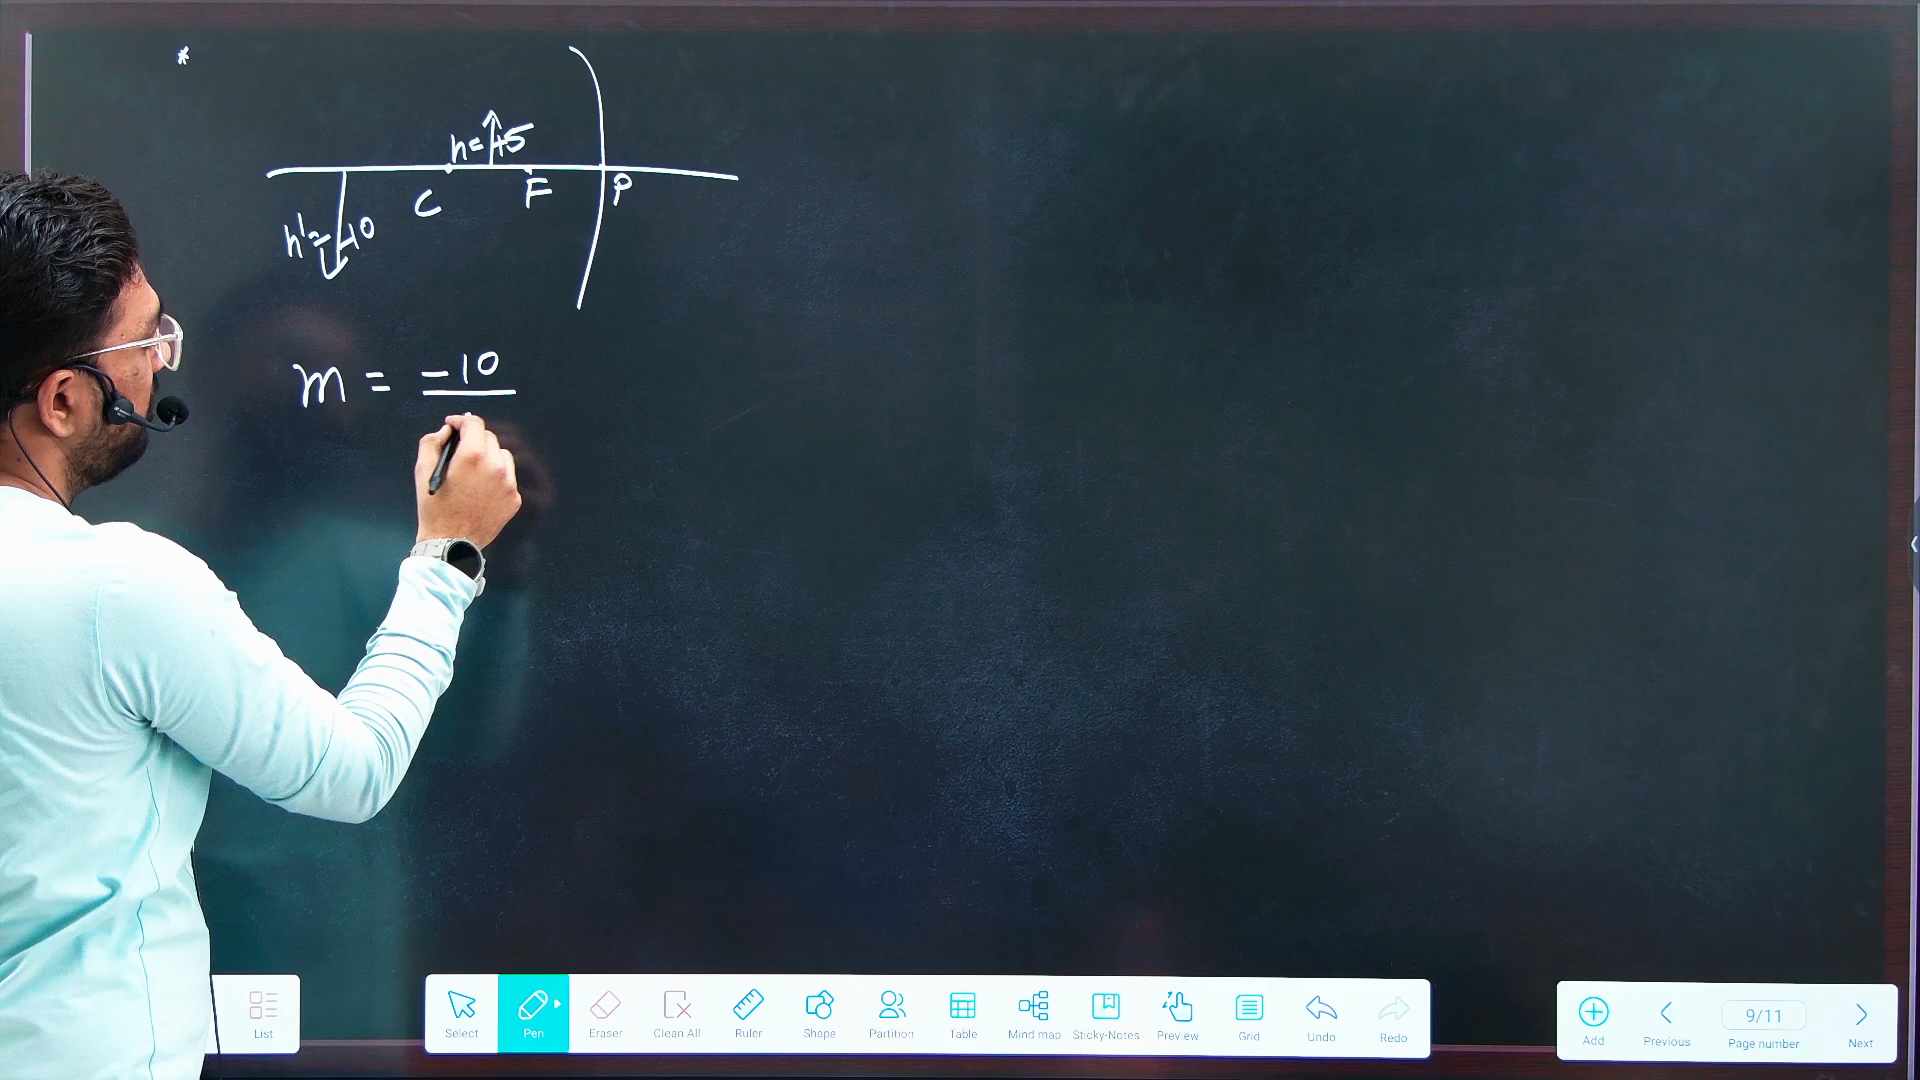 *
h=+5
C F P
h'=-10
m = -10
List
Select Pen Eraser Clean All Ruler Shape Partition Table Mind map Sticky-Notes Preview Grid Undo Redo
Add Previous 9/11 Page number Next